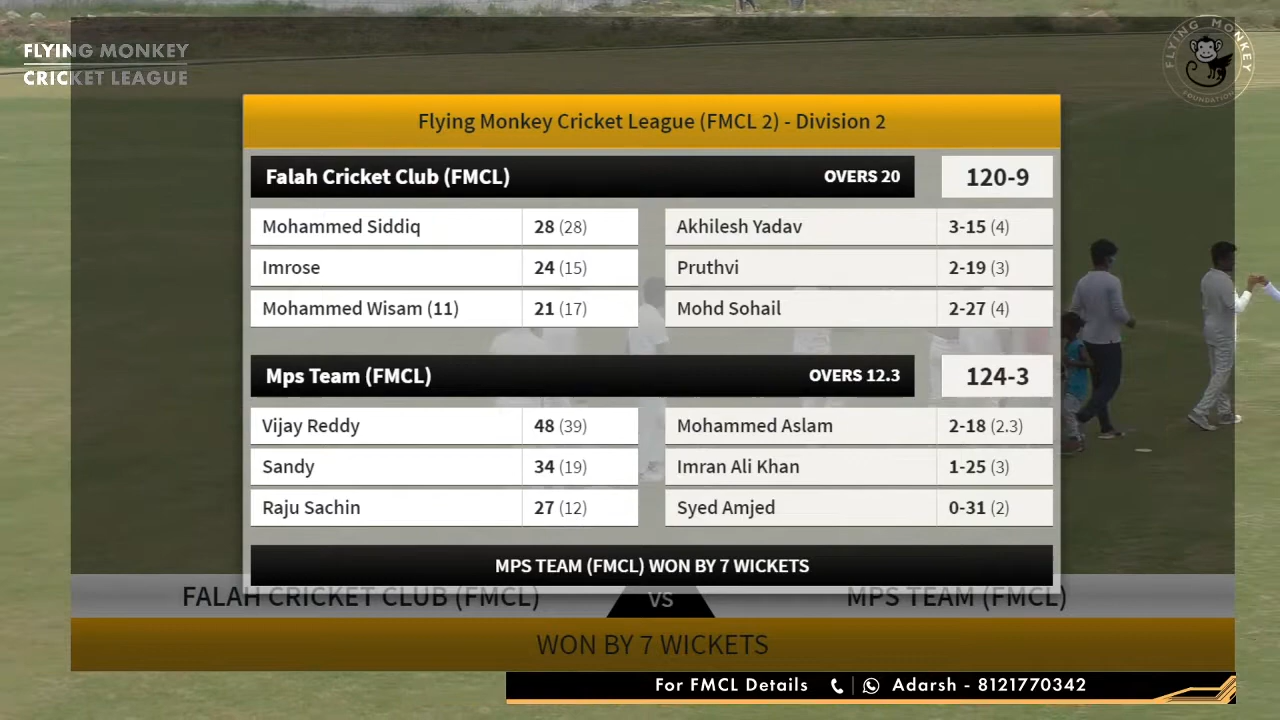 FLYING MONKEY
CRICKET LEAGUE
FLYING MONKEY
FOUNDATION
Flying Monkey Cricket League (FMCL 2) - Division 2
Falah Cricket Club (FMCL) OVERS 20 120-9
Mohammed Siddiq 28 (28) Akhilesh Yadav 3-15 (4)
Imrose 24 (15) Pruthvi 2-19 (3)
Mohammed Wisam (11) 21 (17) Mohd Sohail 2-27 (4)
Mps Team (FMCL) OVERS 12.3 124-3
Vijay Reddy 48 (39) Mohammed Aslam 2-18 (2.3)
Sandy 34 (19) Imran Ali Khan 1-25 (3)
Raju Sachin 27 (12) Syed Amjed 0-31 (2)
MPS TEAM (FMCL) WON BY 7 WICKETS
FALAH CRICKET CLUB (FMCL) VS MPS TEAM (FMCL)
WON BY 7 WICKETS
For FMCL Details Adarsh - 8121770342